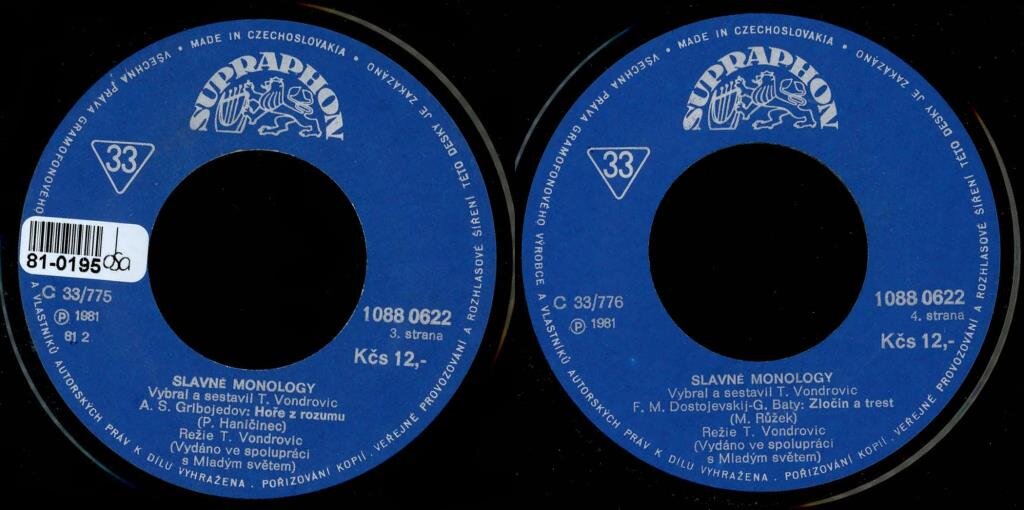 MADE IN CZECHOSLOVAKIA • VŠECHNA PRÁVA GRAMOFONOVÉHO VÝROBCE A VLASTNÍKŮ AUTORSKÝCH PRÁV K DÍLU VYHRAŽENA. POŘIZOVÁNÍ KOPIÍ, VEŘEJNÉ PROVOZOVÁNÍ A ROZHLASOVÉ ŠÍŘENÍ TÉTO DESKY JE ZAKÁZÁNO •
SUPRAPHON
33
81-0195 osa
C 33/775
℗ 1981
81 2
1088 0622
3. strana
Kčs 12,-
SLAVNÉ MONOLOGY
Vybral a sestavil T. Vondrovic
A. S. Gribojedov: Hoře z rozumu
(P. Haničinec)
Režie T. Vondrovic
(Vydáno ve spolupráci
s Mladým světem)
MADE IN CZECHOSLOVAKIA • VŠECHNA PRÁVA GRAMOFONOVÉHO VÝROBCE A VLASTNÍKŮ AUTORSKÝCH PRÁV K DÍLU VYHRAŽENA. POŘIZOVÁNÍ KOPIÍ, VEŘEJNÉ PROVOZOVÁNÍ A ROZHLASOVÉ ŠÍŘENÍ TÉTO DESKY JE ZAKÁZÁNO •
SUPRAPHON
33
C 33/776
℗ 1981
1088 0622
4. strana
Kčs 12,-
SLAVNÉ MONOLOGY
Vybral a sestavil T. Vondrovic
F. M. Dostojevskij-G. Baty: Zločin a trest
(M. Růžek)
Režie T. Vondrovic
(Vydáno ve spolupráci
s Mladým světem)